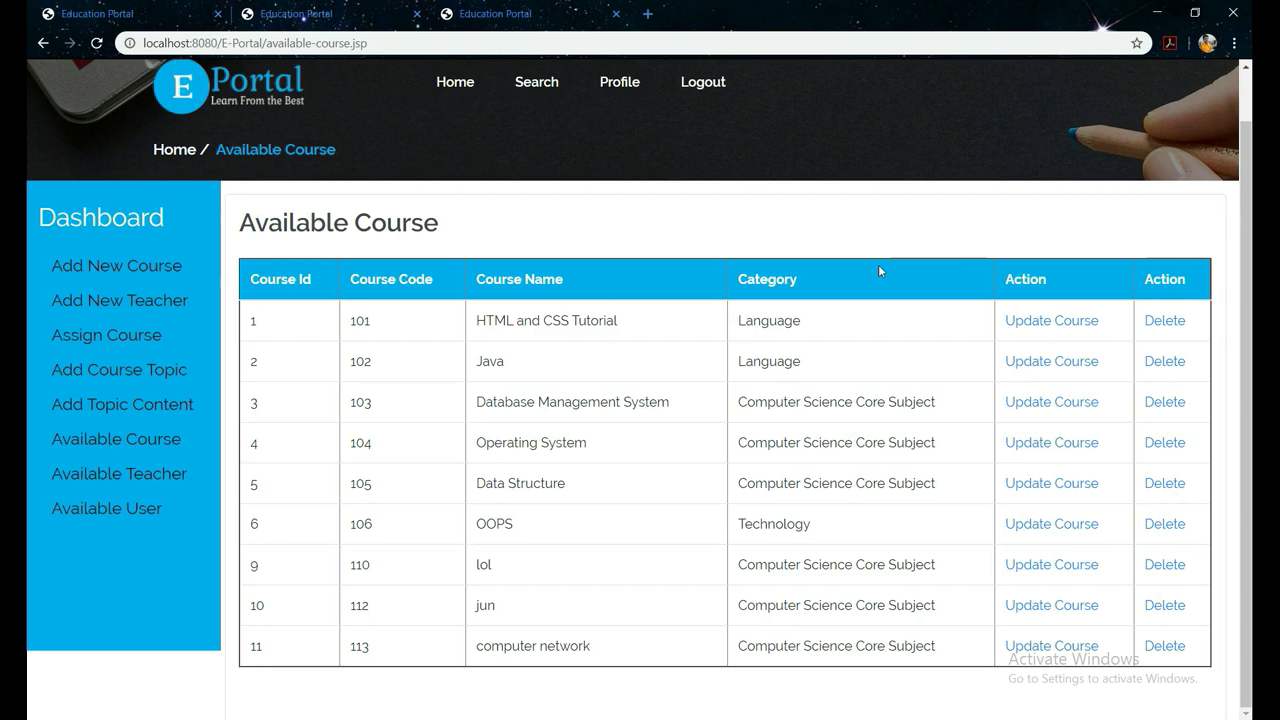 Education Portal Education Portal Education Portal
localhost:8080/E-Portal/available-course.jsp
E Portal
Learn From the Best
Home Search Profile Logout
Home / Available Course
Dashboard
Add New Course
Add New Teacher
Assign Course
Add Course Topic
Add Topic Content
Available Course
Available Teacher
Available User
Available Course
Course Id Course Code Course Name Category Action Action
1 101 HTML and CSS Tutorial Language Update Course Delete
2 102 Java Language Update Course Delete
3 103 Database Management System Computer Science Core Subject Update Course Delete
4 104 Operating System Computer Science Core Subject Update Course Delete
5 105 Data Structure Computer Science Core Subject Update Course Delete
6 106 OOPS Technology Update Course Delete
9 110 lol Computer Science Core Subject Update Course Delete
10 112 jun Computer Science Core Subject Update Course Delete
11 113 computer network Computer Science Core Subject Update Course Delete
Activate Windows
Go to Settings to activate Windows.